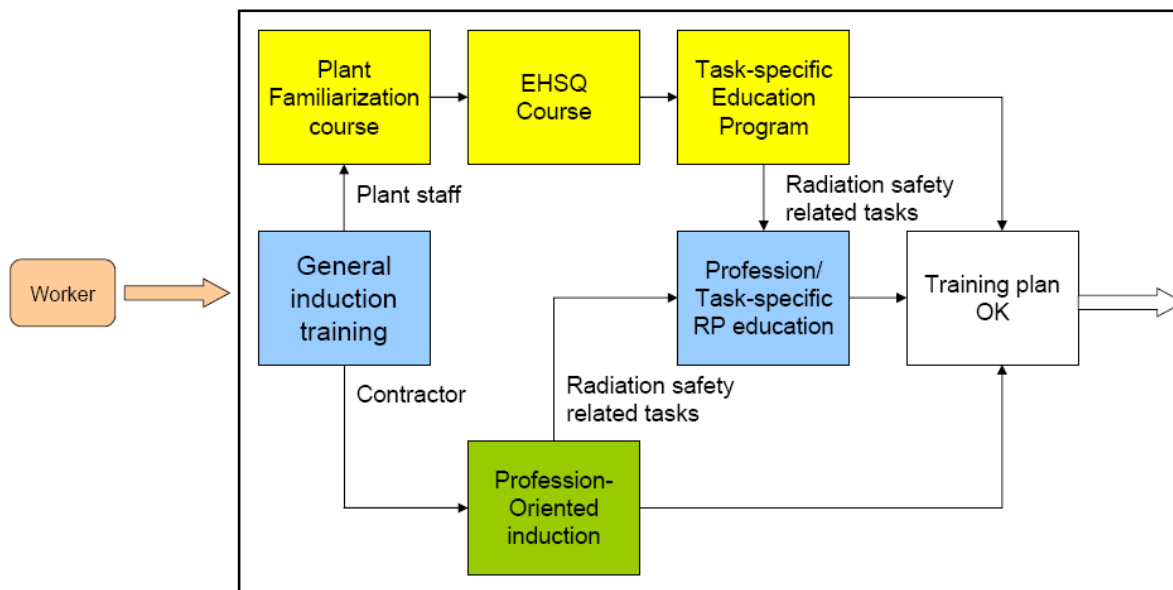 Plant
Familiarization
course
EHSQ
Course
Task-specific
Education
Program
Plant staff
Radiation safety
related tasks
Worker
General
induction
training
Profession/
Task-specific
RP education
Training plan
OK
Contractor
Radiation safety
related tasks
Profession-
Oriented
induction